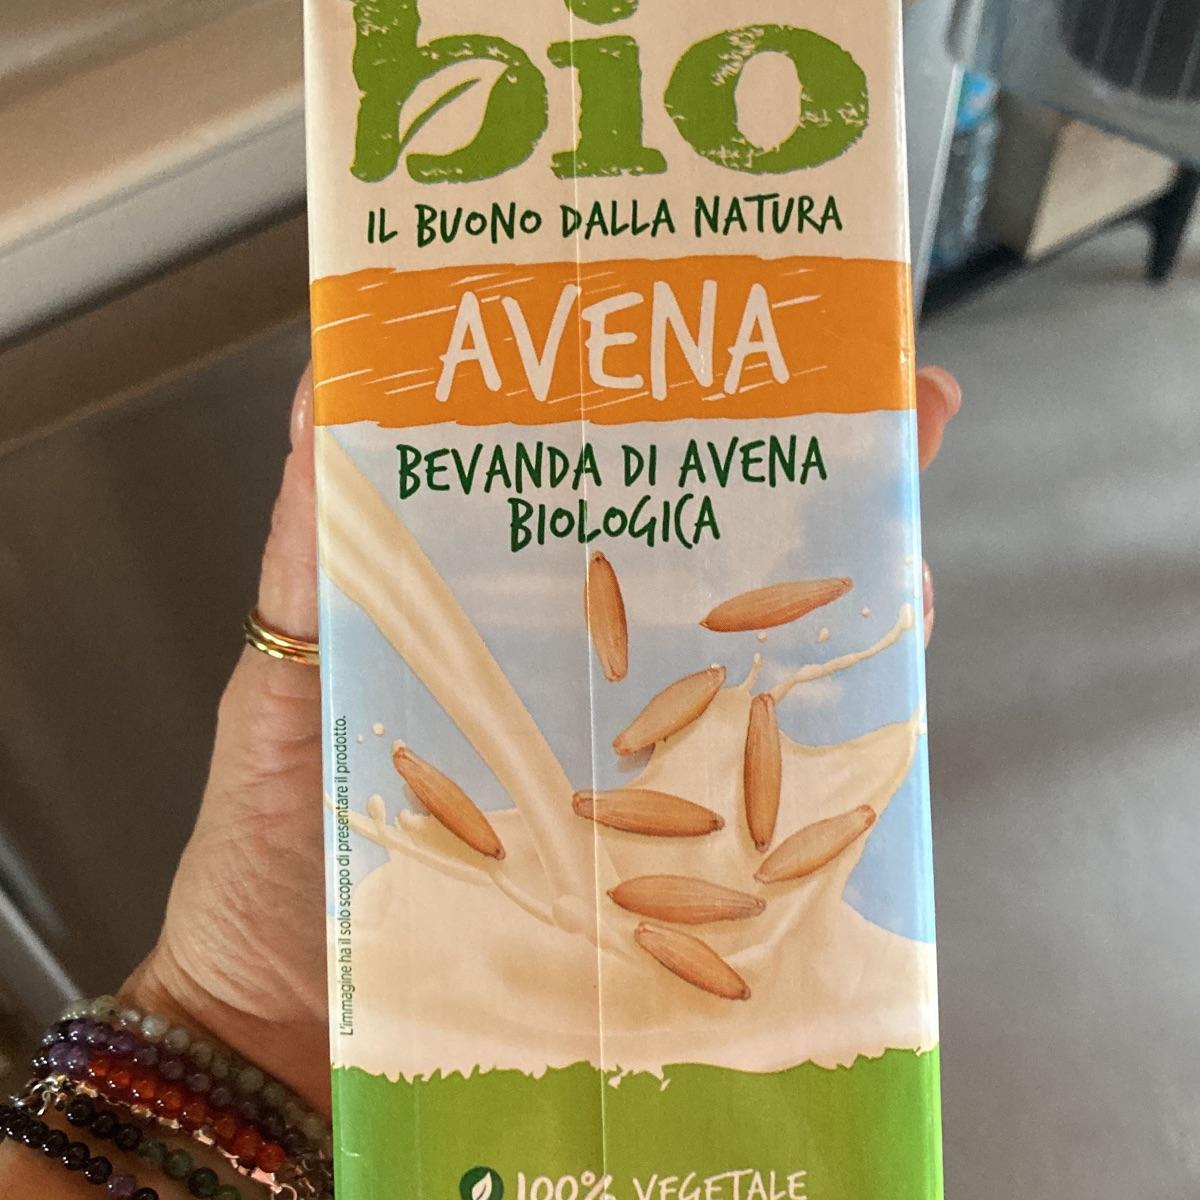 bio
IL BUONO DALLA NATURA
AVENA
BEVANDA DI AVENA
BIOLOGICA
L'immagine ha il solo scopo di presentare il prodotto.
100% VEGETALE